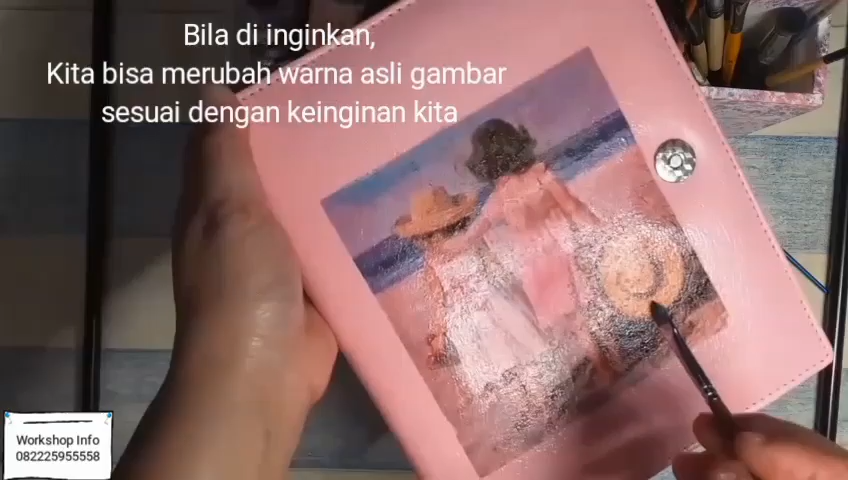 Bila di inginkan,
Kita bisa merubah warna asli gambar
sesuai dengan keinginan kita
Workshop Info
082225955558